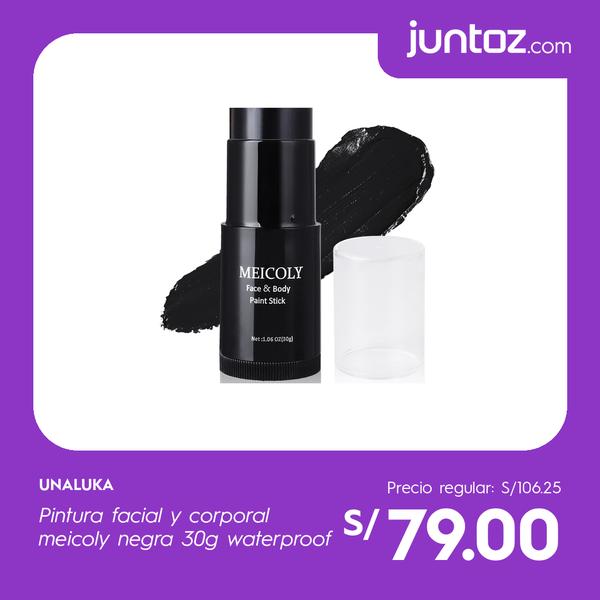 juntoz.com
MEICOLY
Face & Body
Paint Stick
Net :1.06 OZ(30g)
UNALUKA
Pintura facial y corporal
meicoly negra 30g waterproof
Precio regular: S/106.25
S/79.00